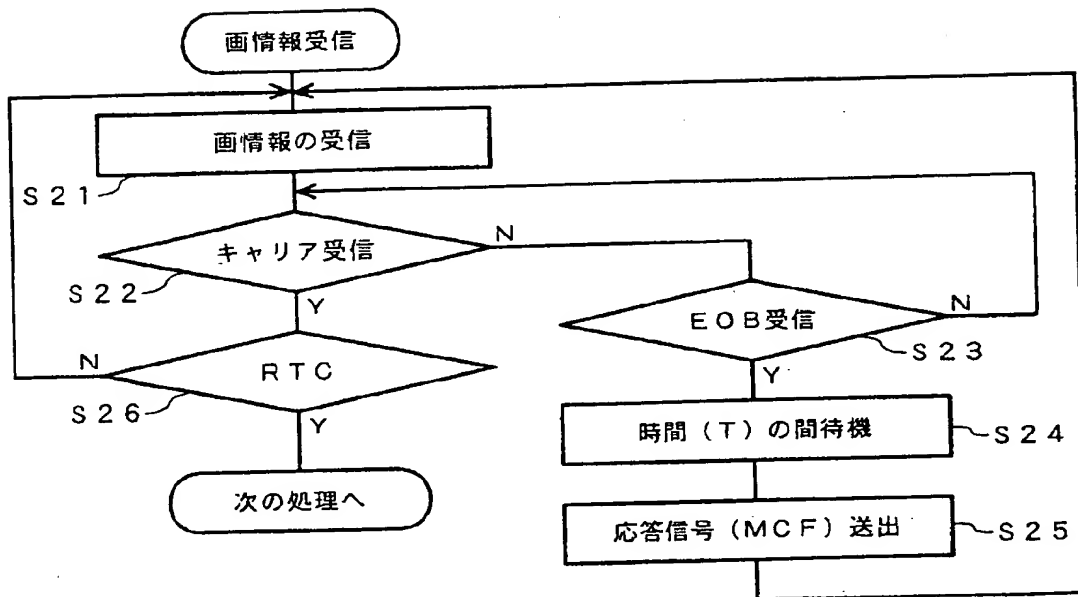 画情報受信
画情報の受信
S21
キャリア受信
N
S22
Y
EOB受信
N
S23
Y
N
RTC
S26
Y
時間(T)の間待機
S24
次の処理へ
応答信号(MCF)送出
S25